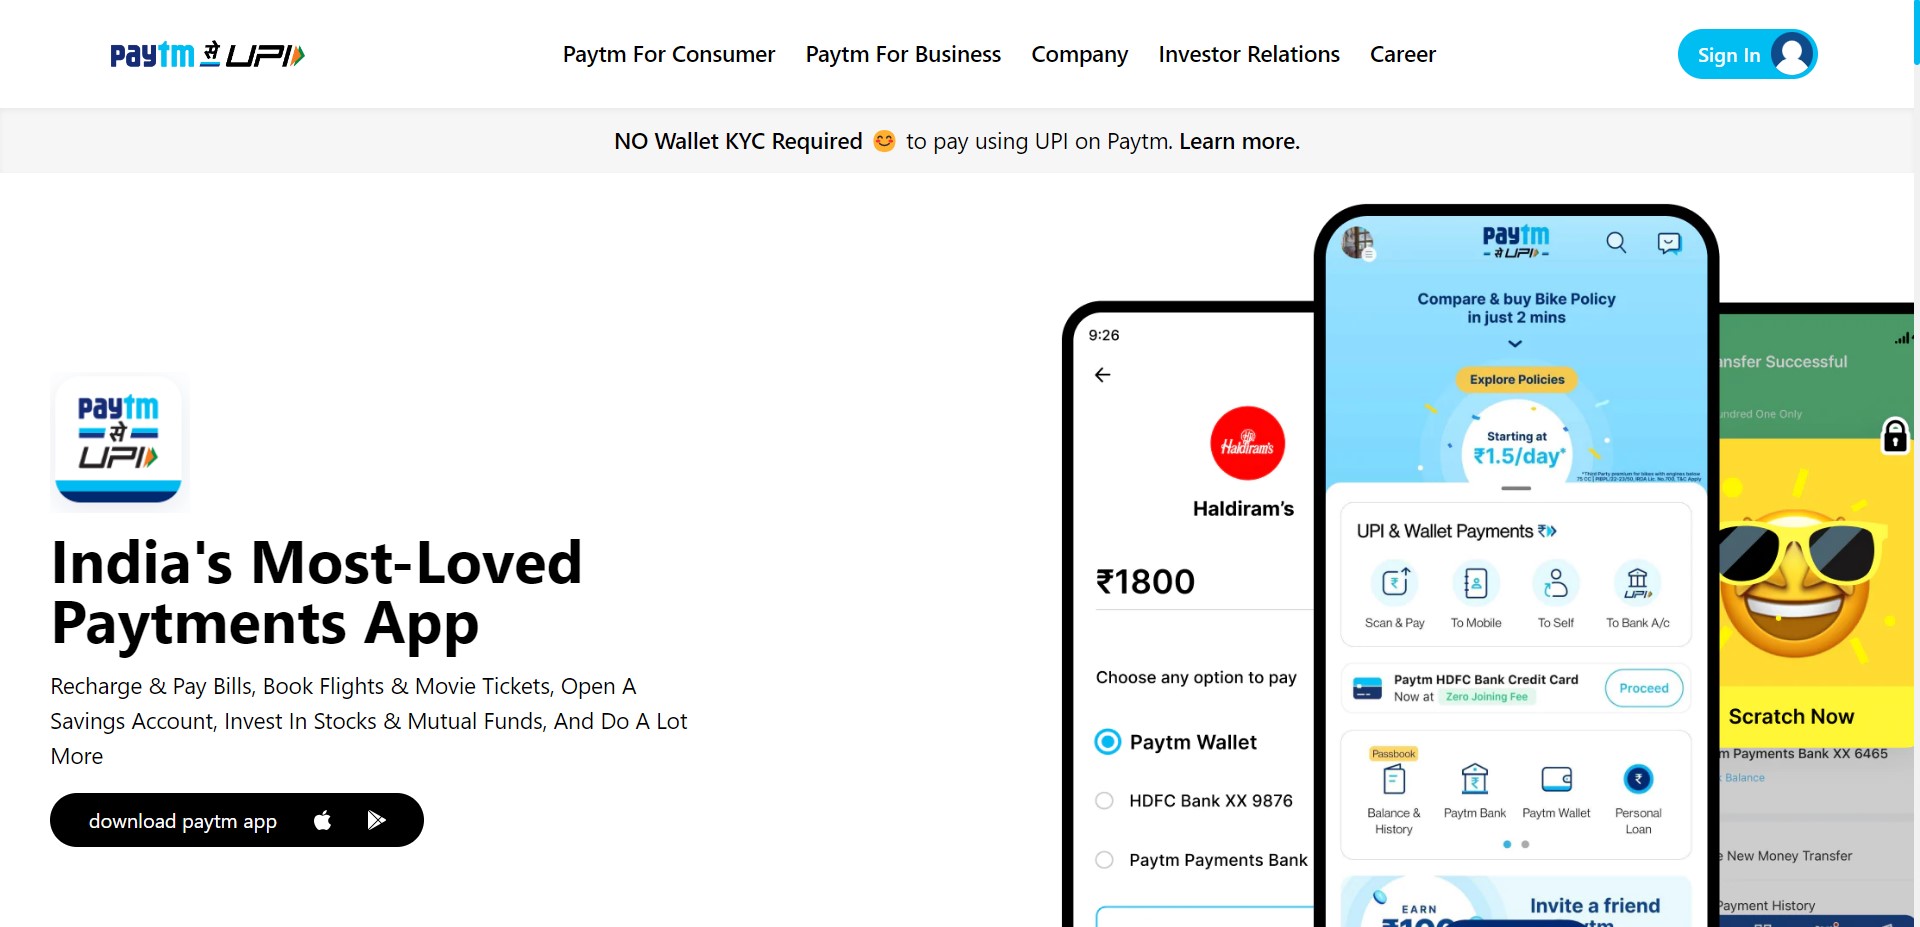 paytm से UPI
Paytm For Consumer
Paytm For Business
Company
Investor Relations
Career
Sign In
NO Wallet KYC Required 😊 to pay using UPI on Paytm. Learn more.
paytm
से
UPI
India's Most-Loved
Paytments App
Recharge & Pay Bills, Book Flights & Movie Tickets, Open A
Savings Account, Invest In Stocks & Mutual Funds, And Do A Lot
More
download paytm app
9:26
Haldiram's
Haldiram's
₹1800
Choose any option to pay
Paytm Wallet
HDFC Bank XX 9876
Paytm Payments Bank
paytm
से UPI
Compare & buy Bike Policy
in just 2 mins
Explore Policies
Starting at
₹1.5/day*
UPI & Wallet Payments
Scan & Pay
To Mobile
To Self
UPI
To Bank A/c
Paytm HDFC Bank Credit Card
Now at Zero Joining Fee
Proceed
Passbook
Balance &
History
Paytm Bank
Paytm Wallet
Personal
Loan
EARN
₹100
Invite a friend
Successful
One Only
Scratch Now
Payments Bank XX 6465
Balance
New Money Transfer
Payment History